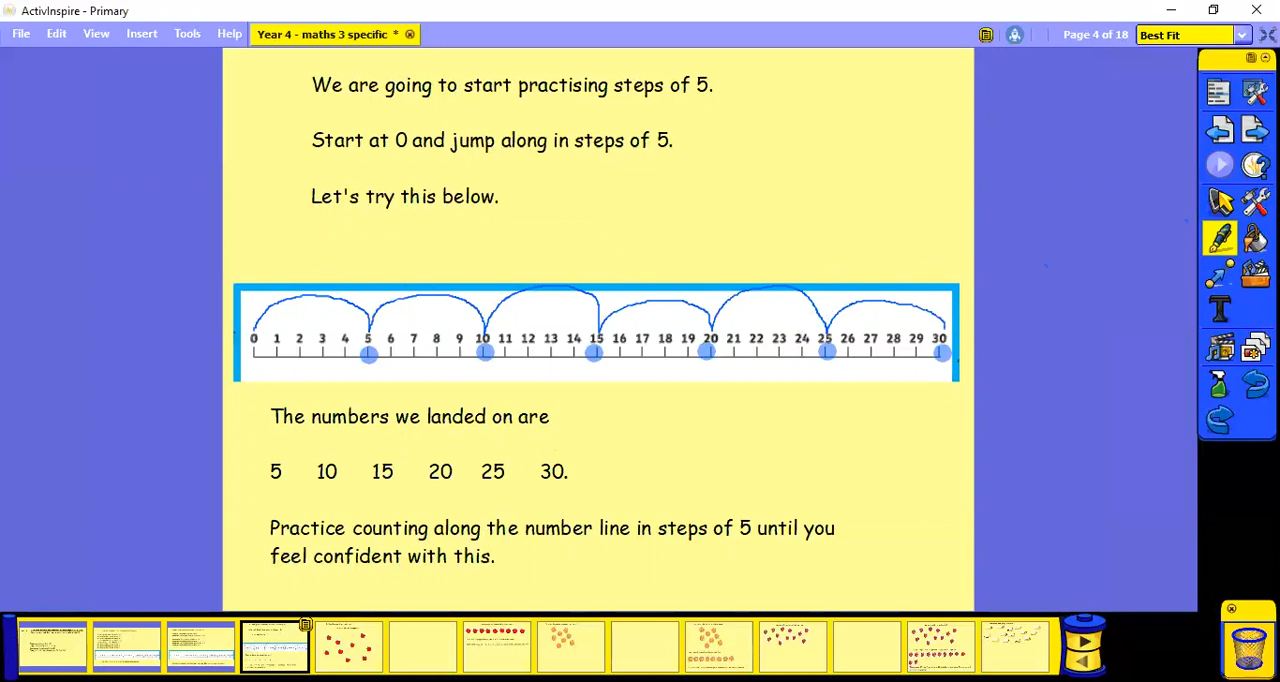 ActivInspire - Primary
File Edit View Insert Tools Help Year 4 - maths 3 specific * Page 4 of 18 Best Fit
We are going to start practising steps of 5.
Start at 0 and jump along in steps of 5.
Let's try this below.
0 1 2 3 4 5 6 7 8 9 10 11 12 13 14 15 16 17 18 19 20 21 22 23 24 25 26 27 28 29 30
The numbers we landed on are
5 10 15 20 25 30.
Practice counting along the number line in steps of 5 until you
feel confident with this.